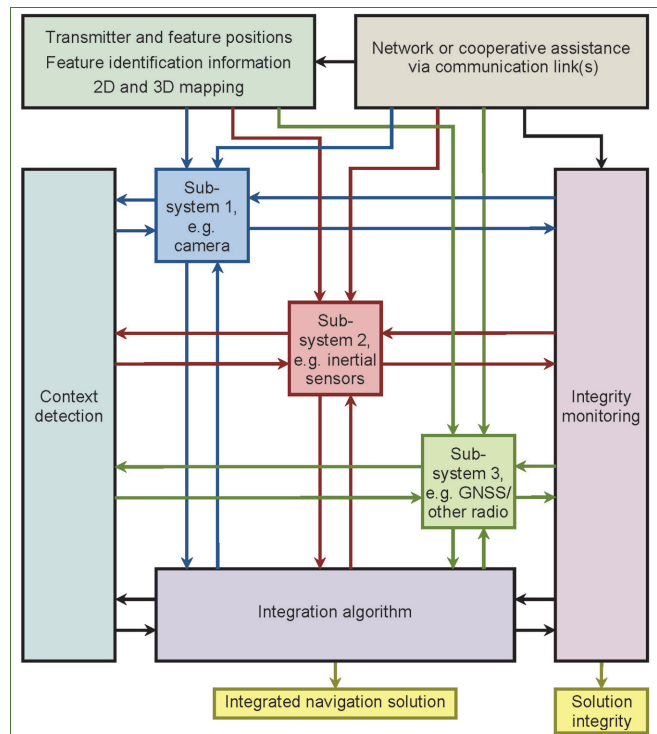 Transmitter and feature positions
Feature identification information
2D and 3D mapping
Network or cooperative assistance
via communication link(s)
Sub-
system 1,
e.g.
camera
Sub-
system 2,
e.g. inertial
sensors
Context
detection
Integrity
monitoring
Sub-
system 3,
e.g. GNSS/
other radio
Integration algorithm
Integrated navigation solution
Solution
integrity